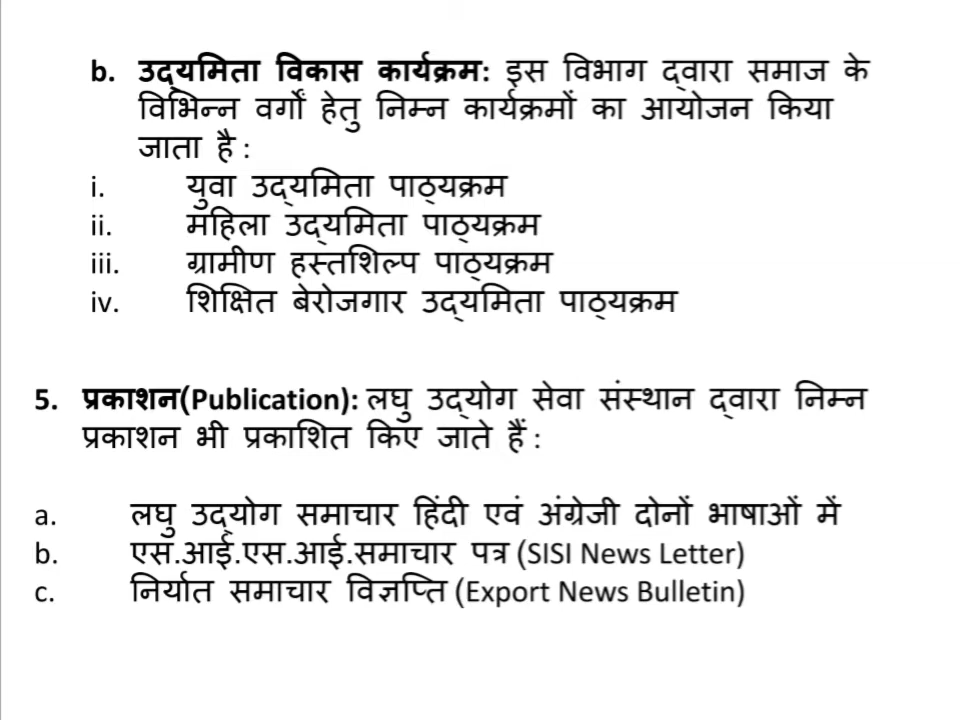 b. उद्यमिता विकास कार्यक्रम: इस विभाग द्वारा समाज के
विभिन्न वर्गों हेतु निम्न कार्यक्रमों का आयोजन किया
जाता है :
i. युवा उद्यमिता पाठ्यक्रम
ii. महिला उद्यमिता पाठ्यक्रम
iii. ग्रामीण हस्तशिल्प पाठ्यक्रम
iv. शिक्षित बेरोजगार उद्यमिता पाठ्यक्रम
5. प्रकाशन(Publication): लघु उद्योग सेवा संस्थान द्वारा निम्न
प्रकाशन भी प्रकाशित किए जाते हैं :
a. लघु उद्योग समाचार हिंदी एवं अंग्रेजी दोनों भाषाओं में
b. एस.आई.एस.आई.समाचार पत्र (SISI News Letter)
c. निर्यात समाचार विज्ञप्ति (Export News Bulletin)